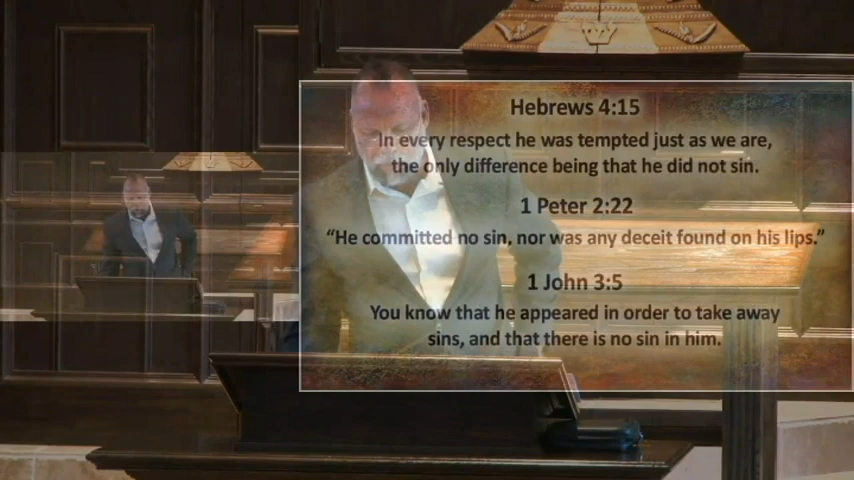 Hebrews 4:15
In every respect he was tempted just as we are,
the only difference being that he did not sin.
1 Peter 2:22
“He committed no sin, nor was any deceit found on his lips.”
1 John 3:5
You know that he appeared in order to take away
sins, and that there is no sin in him.